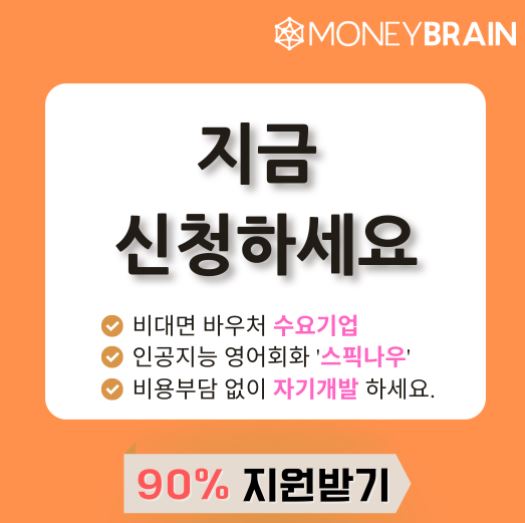 MONEYBRAIN
지금
신청하세요
비대면 바우처 수요기업
인공지능 영어회화 '스픽나우'
비용부담 없이 자기개발 하세요.
90% 지원받기